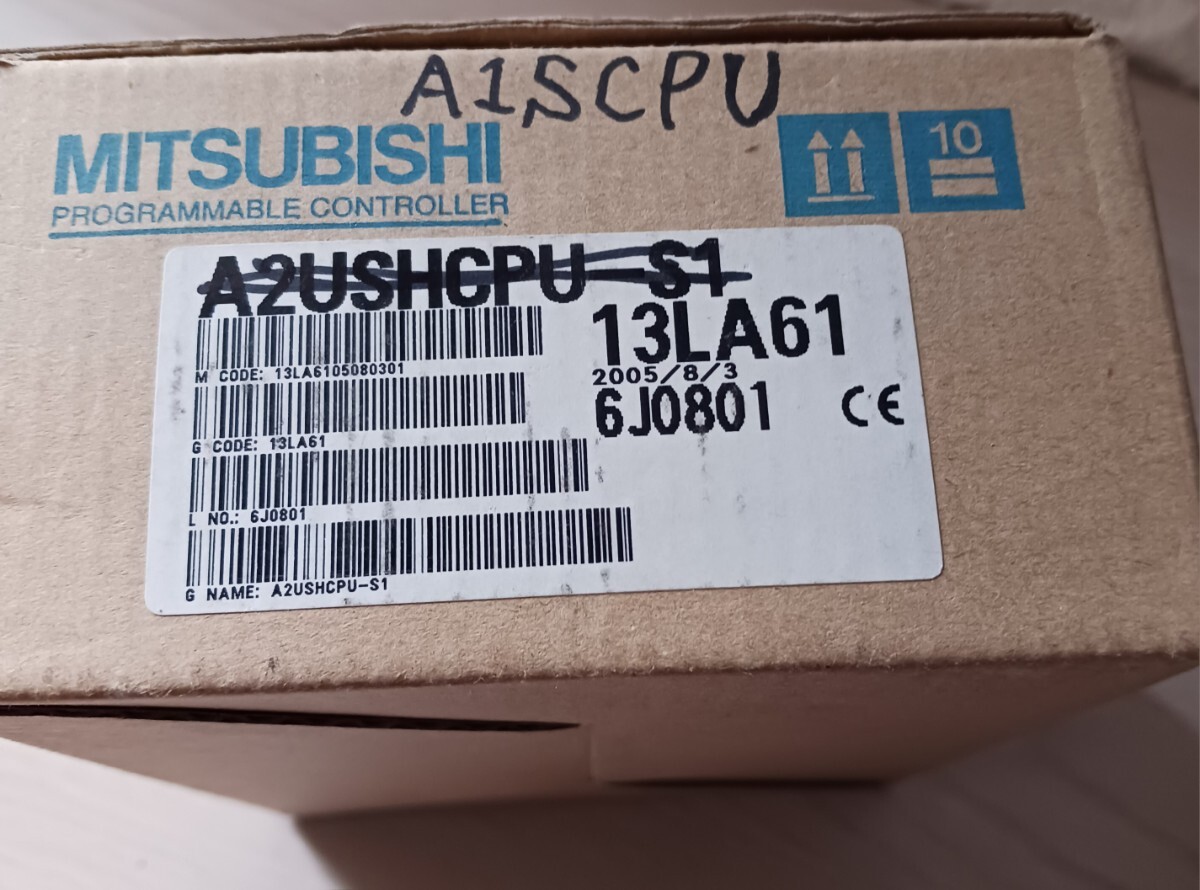 A1SCPU
MITSUBISHI
PROGRAMMABLE CONTROLLER
10
A2USHCPU-S1
13LA61
M CODE: 13LA6105080301
2005/8/3
6J0801
CE
G CODE: 13LA61
L NO.: 6J0801
G NAME: A2USHCPU-S1